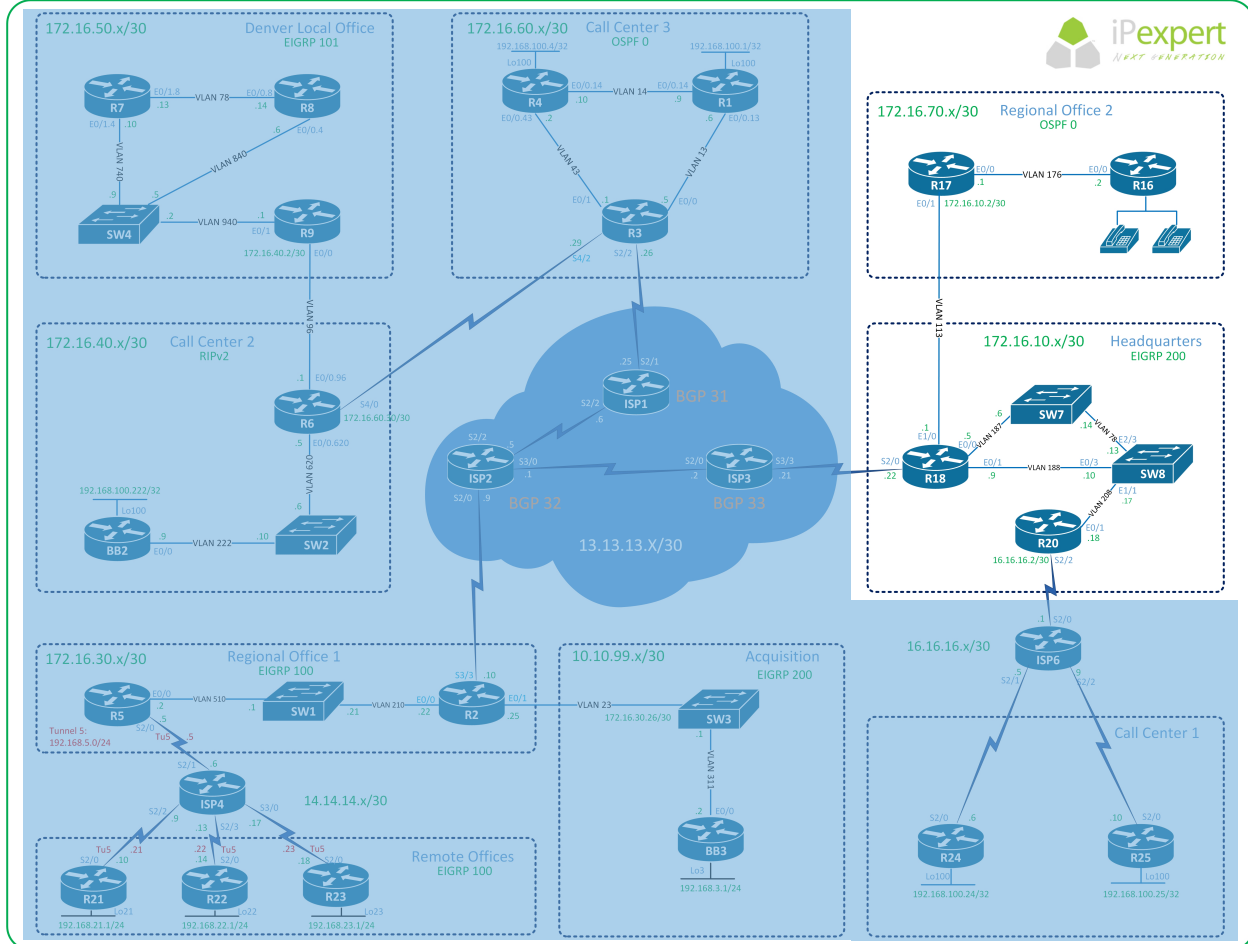 172.16.50.x/30
Denver Local Office
EIGRP 101
R7
E0/1.8
.13
VLAN 78
E0/0.8
.14
R8
E0/1.4
.10
.6
E0/0.4
VLAN 740
VLAN 840
.9
.5
SW4
.2
VLAN 940
.1
E0/1
R9
172.16.40.2/30
E0/0
VLAN 96
172.16.60.x/30
Call Center 3
OSPF 0
192.168.100.4/32
Lo100
192.168.100.1/32
Lo100
R4
E0/0.14
.10
VLAN 14
E0/0.14
.9
R1
E0/0.43
.2
.6
E0/0.13
VLAN 43
VLAN 13
E0/1
.1
.5
E0/0
R3
.29
S4/2
S2/2
.26
iPexpert
NEXT GENERATION
172.16.70.x/30
Regional Office 2
OSPF 0
R17
E0/0
.1
VLAN 176
E0/0
.2
R16
E0/1
172.16.10.2/30
VLAN 113
172.16.40.x/30
Call Center 2
RIPv2
.1
E0/0.96
R6
S4/0
172.16.60.30/30
.5
E0/0.620
VLAN 620
192.168.100.222/32
Lo100
.6
BB2
.9
E0/0
VLAN 222
.10
SW2
.25
S2/1
ISP1
BGP 31
S2/2
.6
S2/2
.5
ISP2
S3/0
.1
S2/0
.9
BGP 32
S2/0
.2
ISP3
S3/3
.21
BGP 33
13.13.13.X/30
172.16.10.x/30
Headquarters
EIGRP 200
.1
E1/0
.5
E0/0
VLAN 187
.6
SW7
.14
VLAN 78
E2/3
.13
SW8
S2/0
.22
R18
E0/1
.9
VLAN 188
E0/3
.10
E1/1
.17
VLAN 208
E0/1
.18
R20
16.16.16.2/30
S2/2
172.16.30.x/30
Regional Office 1
EIGRP 100
R5
E0/0
.2
VLAN 510
.1
SW1
.21
VLAN 210
E0/0
.22
R2
S3/3
.10
E0/1
.25
Tunnel 5:
192.168.5.0/24
.5
S2/0
Tu5
.5
S2/1
.6
ISP4
14.14.14.x/30
S2/2
.9
.13
S2/3
S3/0
.17
Remote Offices
EIGRP 100
Tu5
.21
S2/0
.10
.22
Tu5
.14
S2/0
.23
Tu5
.18
S2/0
R21
Lo21
192.168.21.1/24
R22
Lo22
192.168.22.1/24
R23
Lo23
192.168.23.1/24
10.10.99.x/30
Acquisition
EIGRP 200
VLAN 23
172.16.30.26/30
SW3
.1
VLAN 311
.2
E0/0
BB3
Lo3
192.168.3.1/24
16.16.16.x/30
.1
S2/0
ISP6
.5
S2/1
.9
S2/2
Call Center 1
S2/0
.6
R24
Lo100
192.168.100.24/32
.10
S2/0
R25
Lo100
192.168.100.25/32